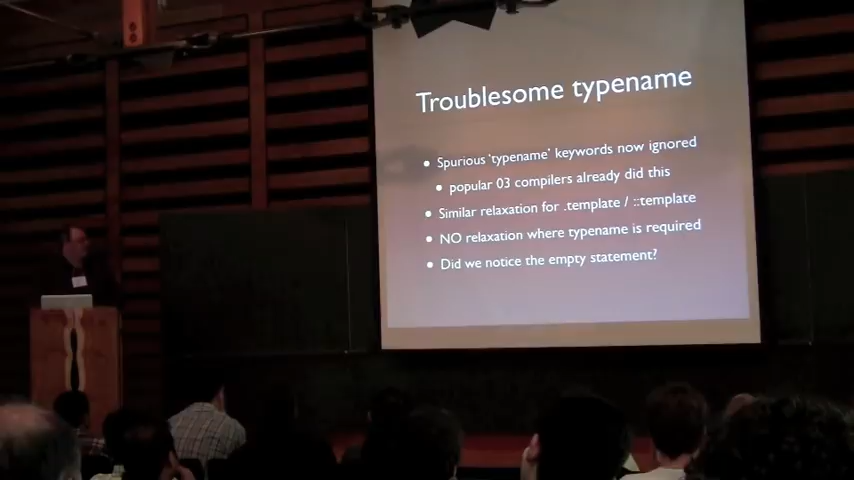 Troublesome typename
Spurious 'typename' keywords now ignored
popular 03 compilers already did this
Similar relaxation for .template / ::template
NO relaxation where typename is required
Did we notice the empty statement?